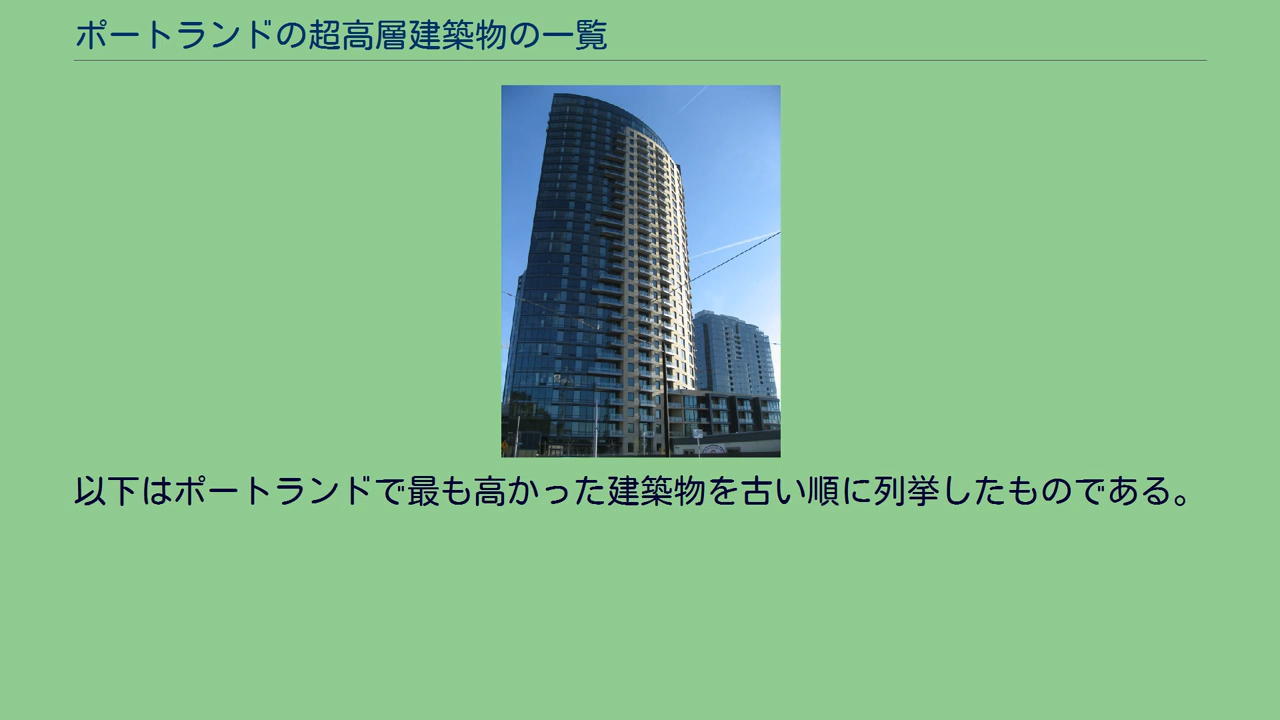 ポートランドの超高層建築物の一覧
以下はポートランドで最も高かった建築物を古い順に列挙したものである。